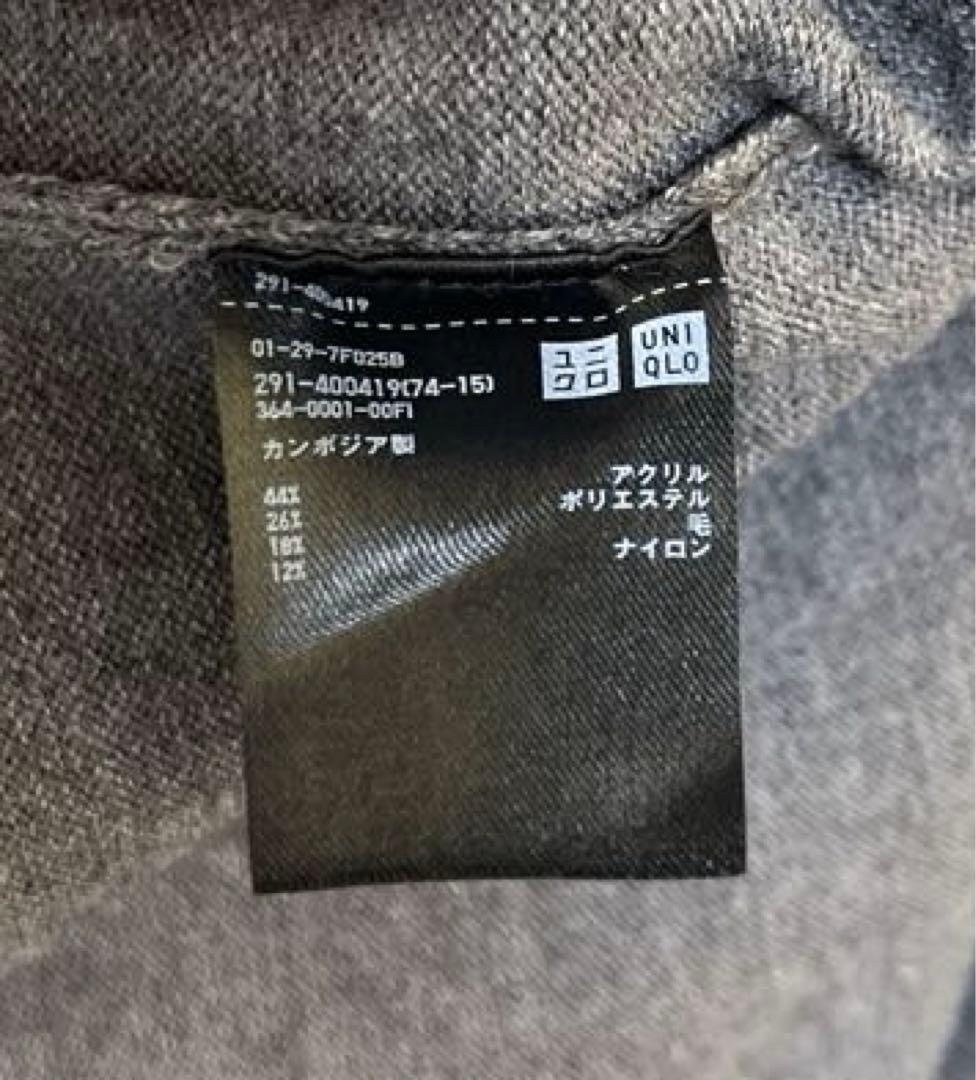 291-400419
01-29-7F025B
291-400419(74-15)
364-0001-00F1
ユニ
クロ
UNI
QLO
カンボジア製
44% アクリル
26% ポリエステル
18% 毛
12% ナイロン